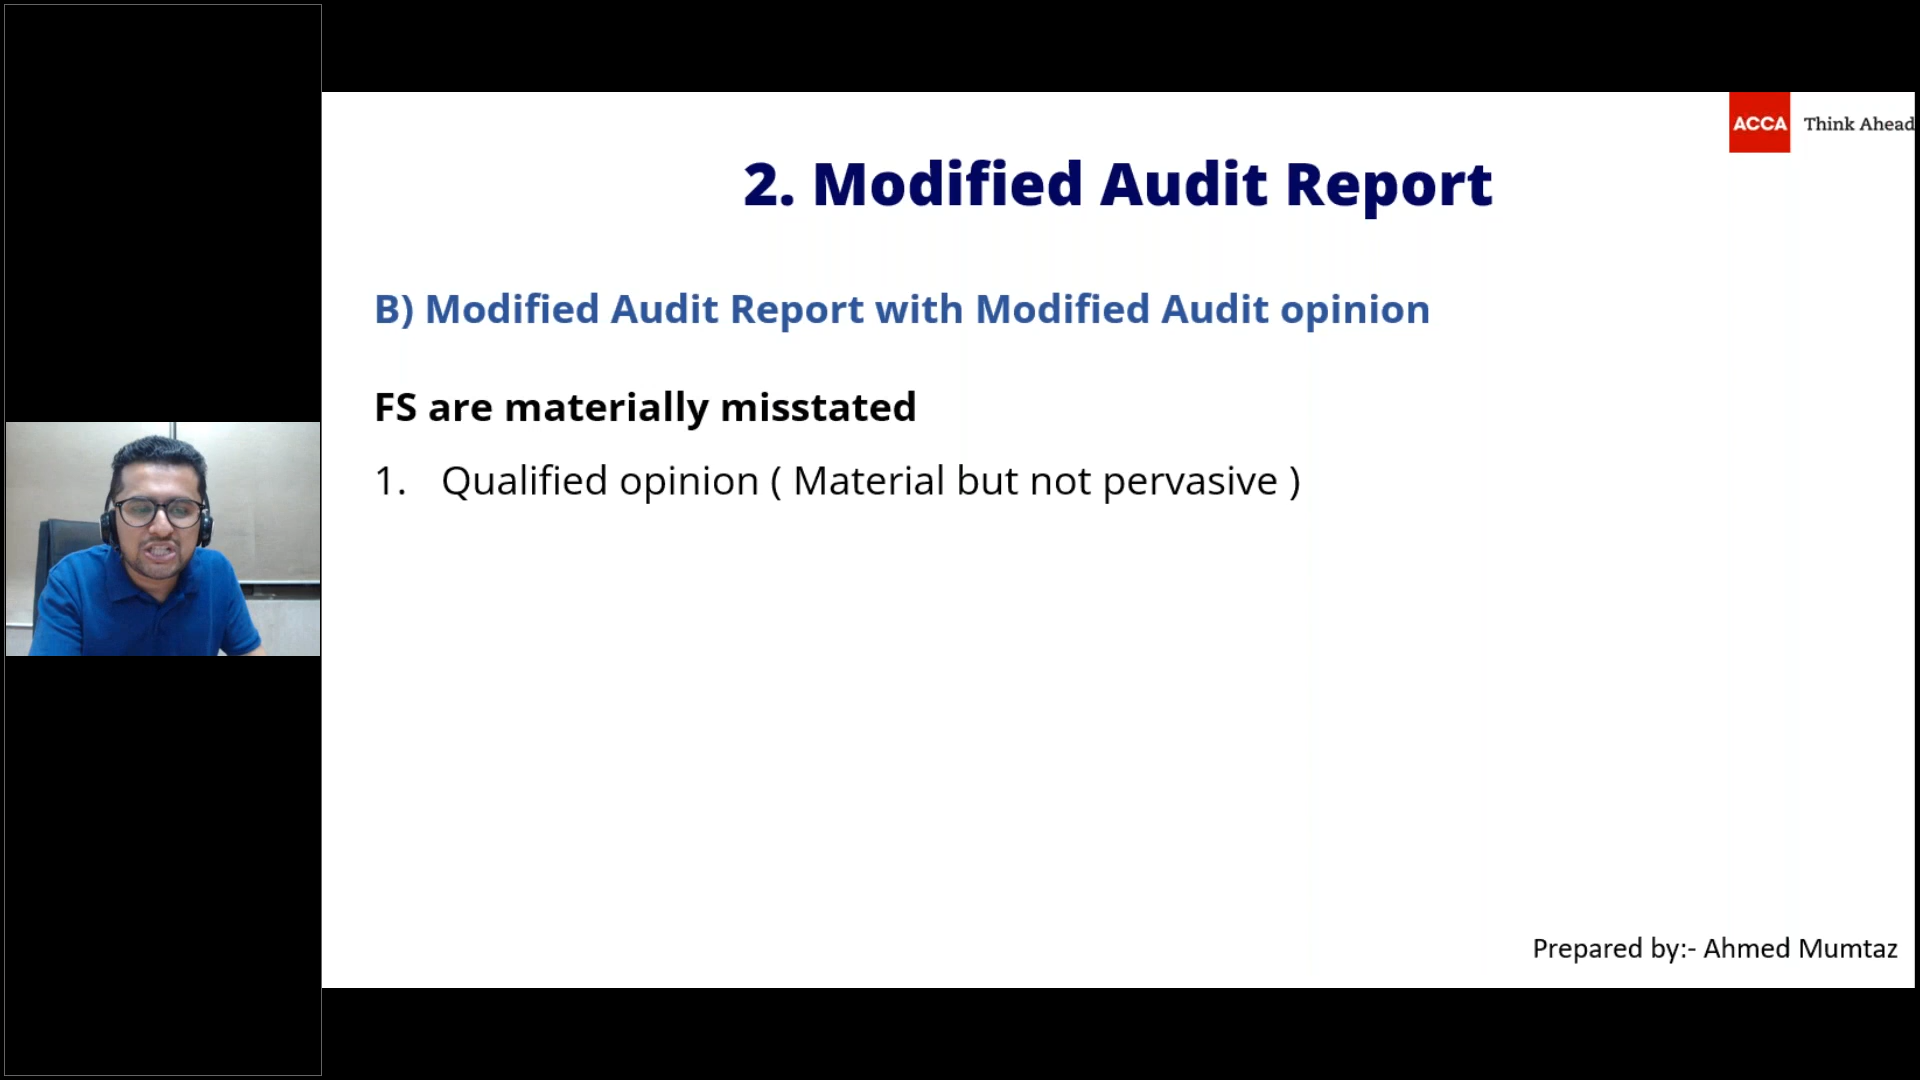 ACCA Think Ahead
2. Modified Audit Report
B) Modified Audit Report with Modified Audit opinion
FS are materially misstated
1. Qualified opinion ( Material but not pervasive )
Prepared by:- Ahmed Mumtaz